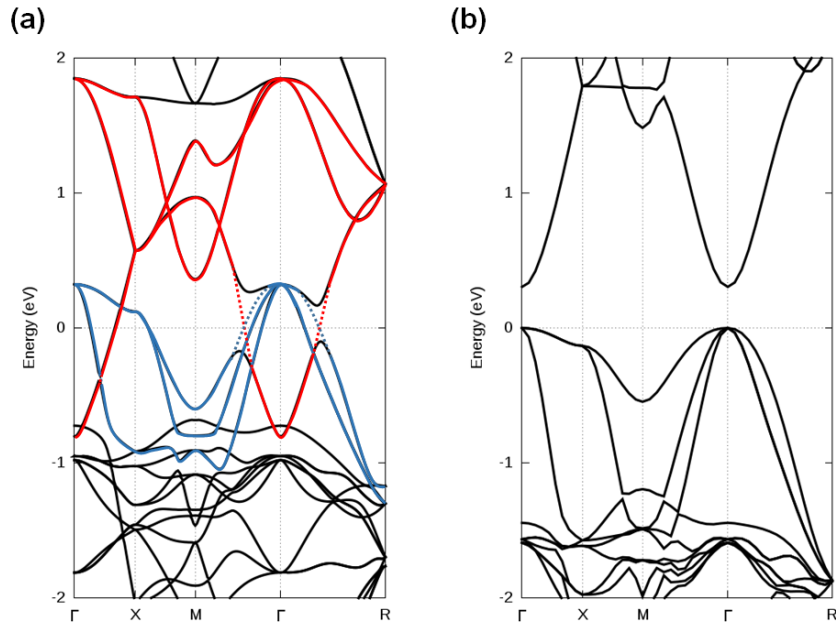 (a)
(b)
2
1
0
-1
-2
Energy (eV)
Γ X M Γ R
2
1
0
-1
-2
Energy (eV)
Γ X M Γ R